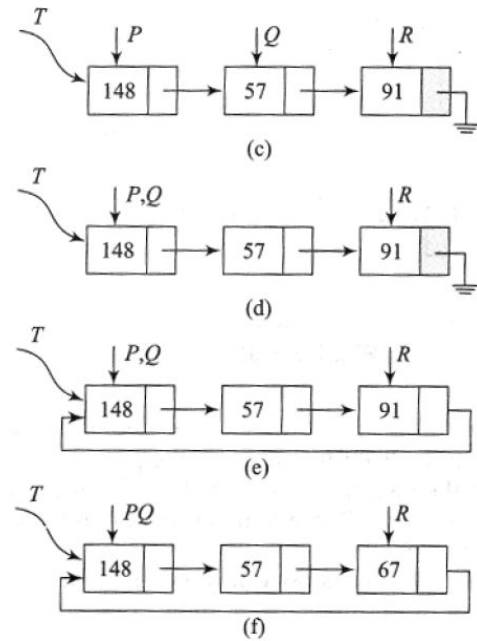 T
P Q R
148 57 91
(c)
T
P,Q R
148 57 91
(d)
T
P,Q R
148 57 91
(e)
T
PQ R
148 57 67
(f)